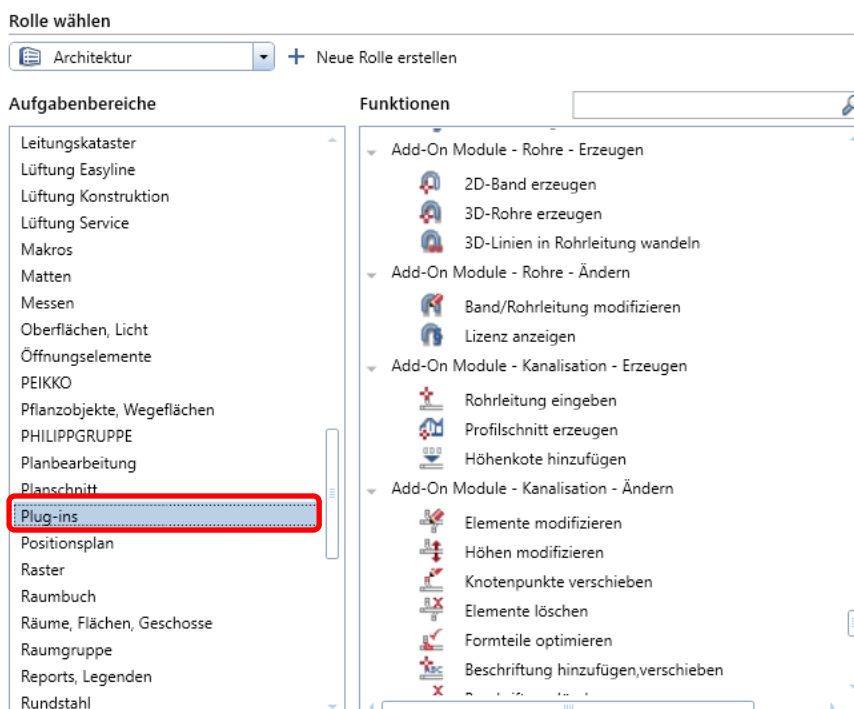 Rolle wählen
Architektur
Neue Rolle erstellen
Aufgabenbereiche
Leitungskataster
Lüftung Easyline
Lüftung Konstruktion
Lüftung Service
Makros
Matten
Messen
Oberflächen, Licht
Öffnungselemente
PEIKKO
Pflanzobjekte, Wegeflächen
PHILIPPGRUPPE
Planbearbeitung
Planschnitt
Plug-ins
Positionsplan
Raster
Raumbuch
Räume, Flächen, Geschosse
Raumgruppe
Reports, Legenden
Rundstahl
Funktionen
Add-On Module - Rohre - Erzeugen
2D-Band erzeugen
3D-Rohre erzeugen
3D-Linien in Rohrleitung wandeln
Add-On Module - Rohre - Ändern
Band/Rohrleitung modifizieren
Lizenz anzeigen
Add-On Module - Kanalisation - Erzeugen
Rohrleitung eingeben
Profilschnitt erzeugen
Höhenkote hinzufügen
Add-On Module - Kanalisation - Ändern
Elemente modifizieren
Höhen modifizieren
Knotenpunkte verschieben
Elemente löschen
Formteile optimieren
ABC
Beschriftung hinzufügen,verschieben